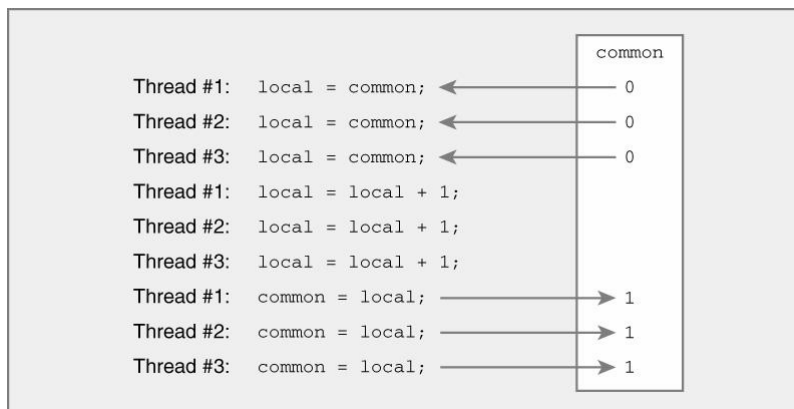 common
Thread #1: local = common; 0
Thread #2: local = common; 0
Thread #3: local = common; 0
Thread #1: local = local + 1;
Thread #2: local = local + 1;
Thread #3: local = local + 1;
Thread #1: common = local; 1
Thread #2: common = local; 1
Thread #3: common = local; 1